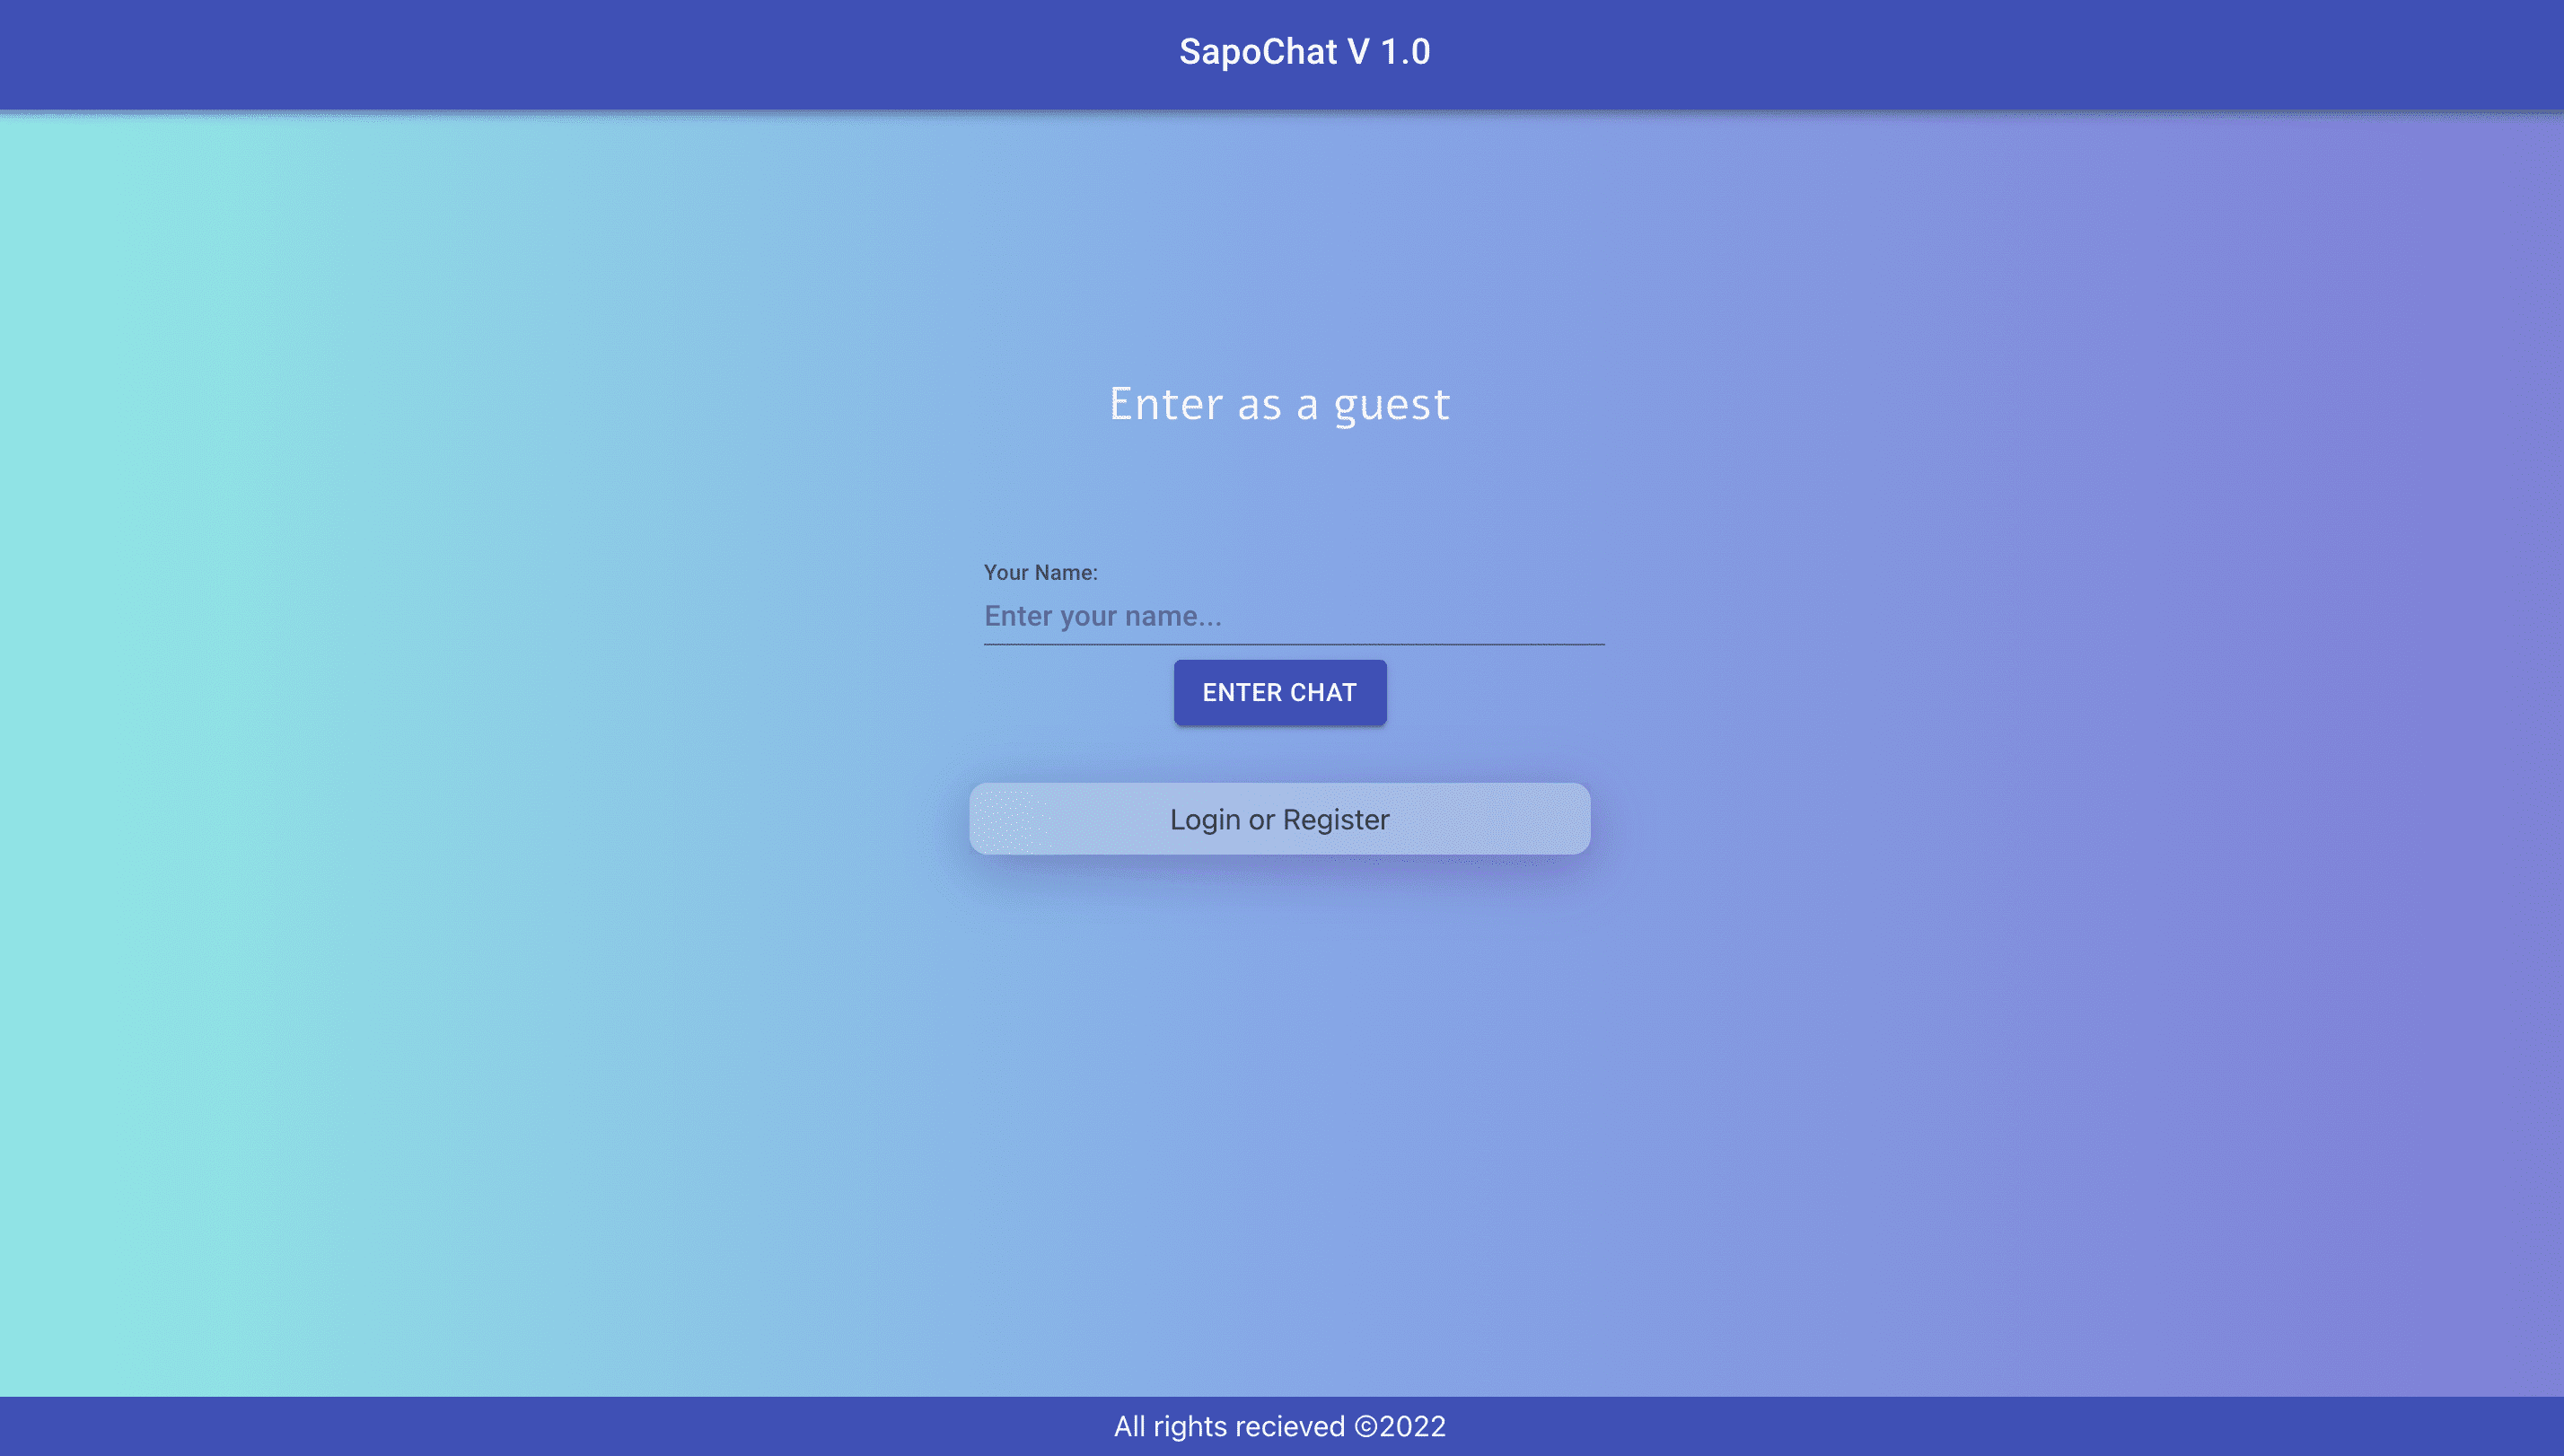 SapoChat V 1.0
Enter as a guest
Your Name:
Enter your name...
ENTER CHAT
Login or Register
All rights recieved ©2022